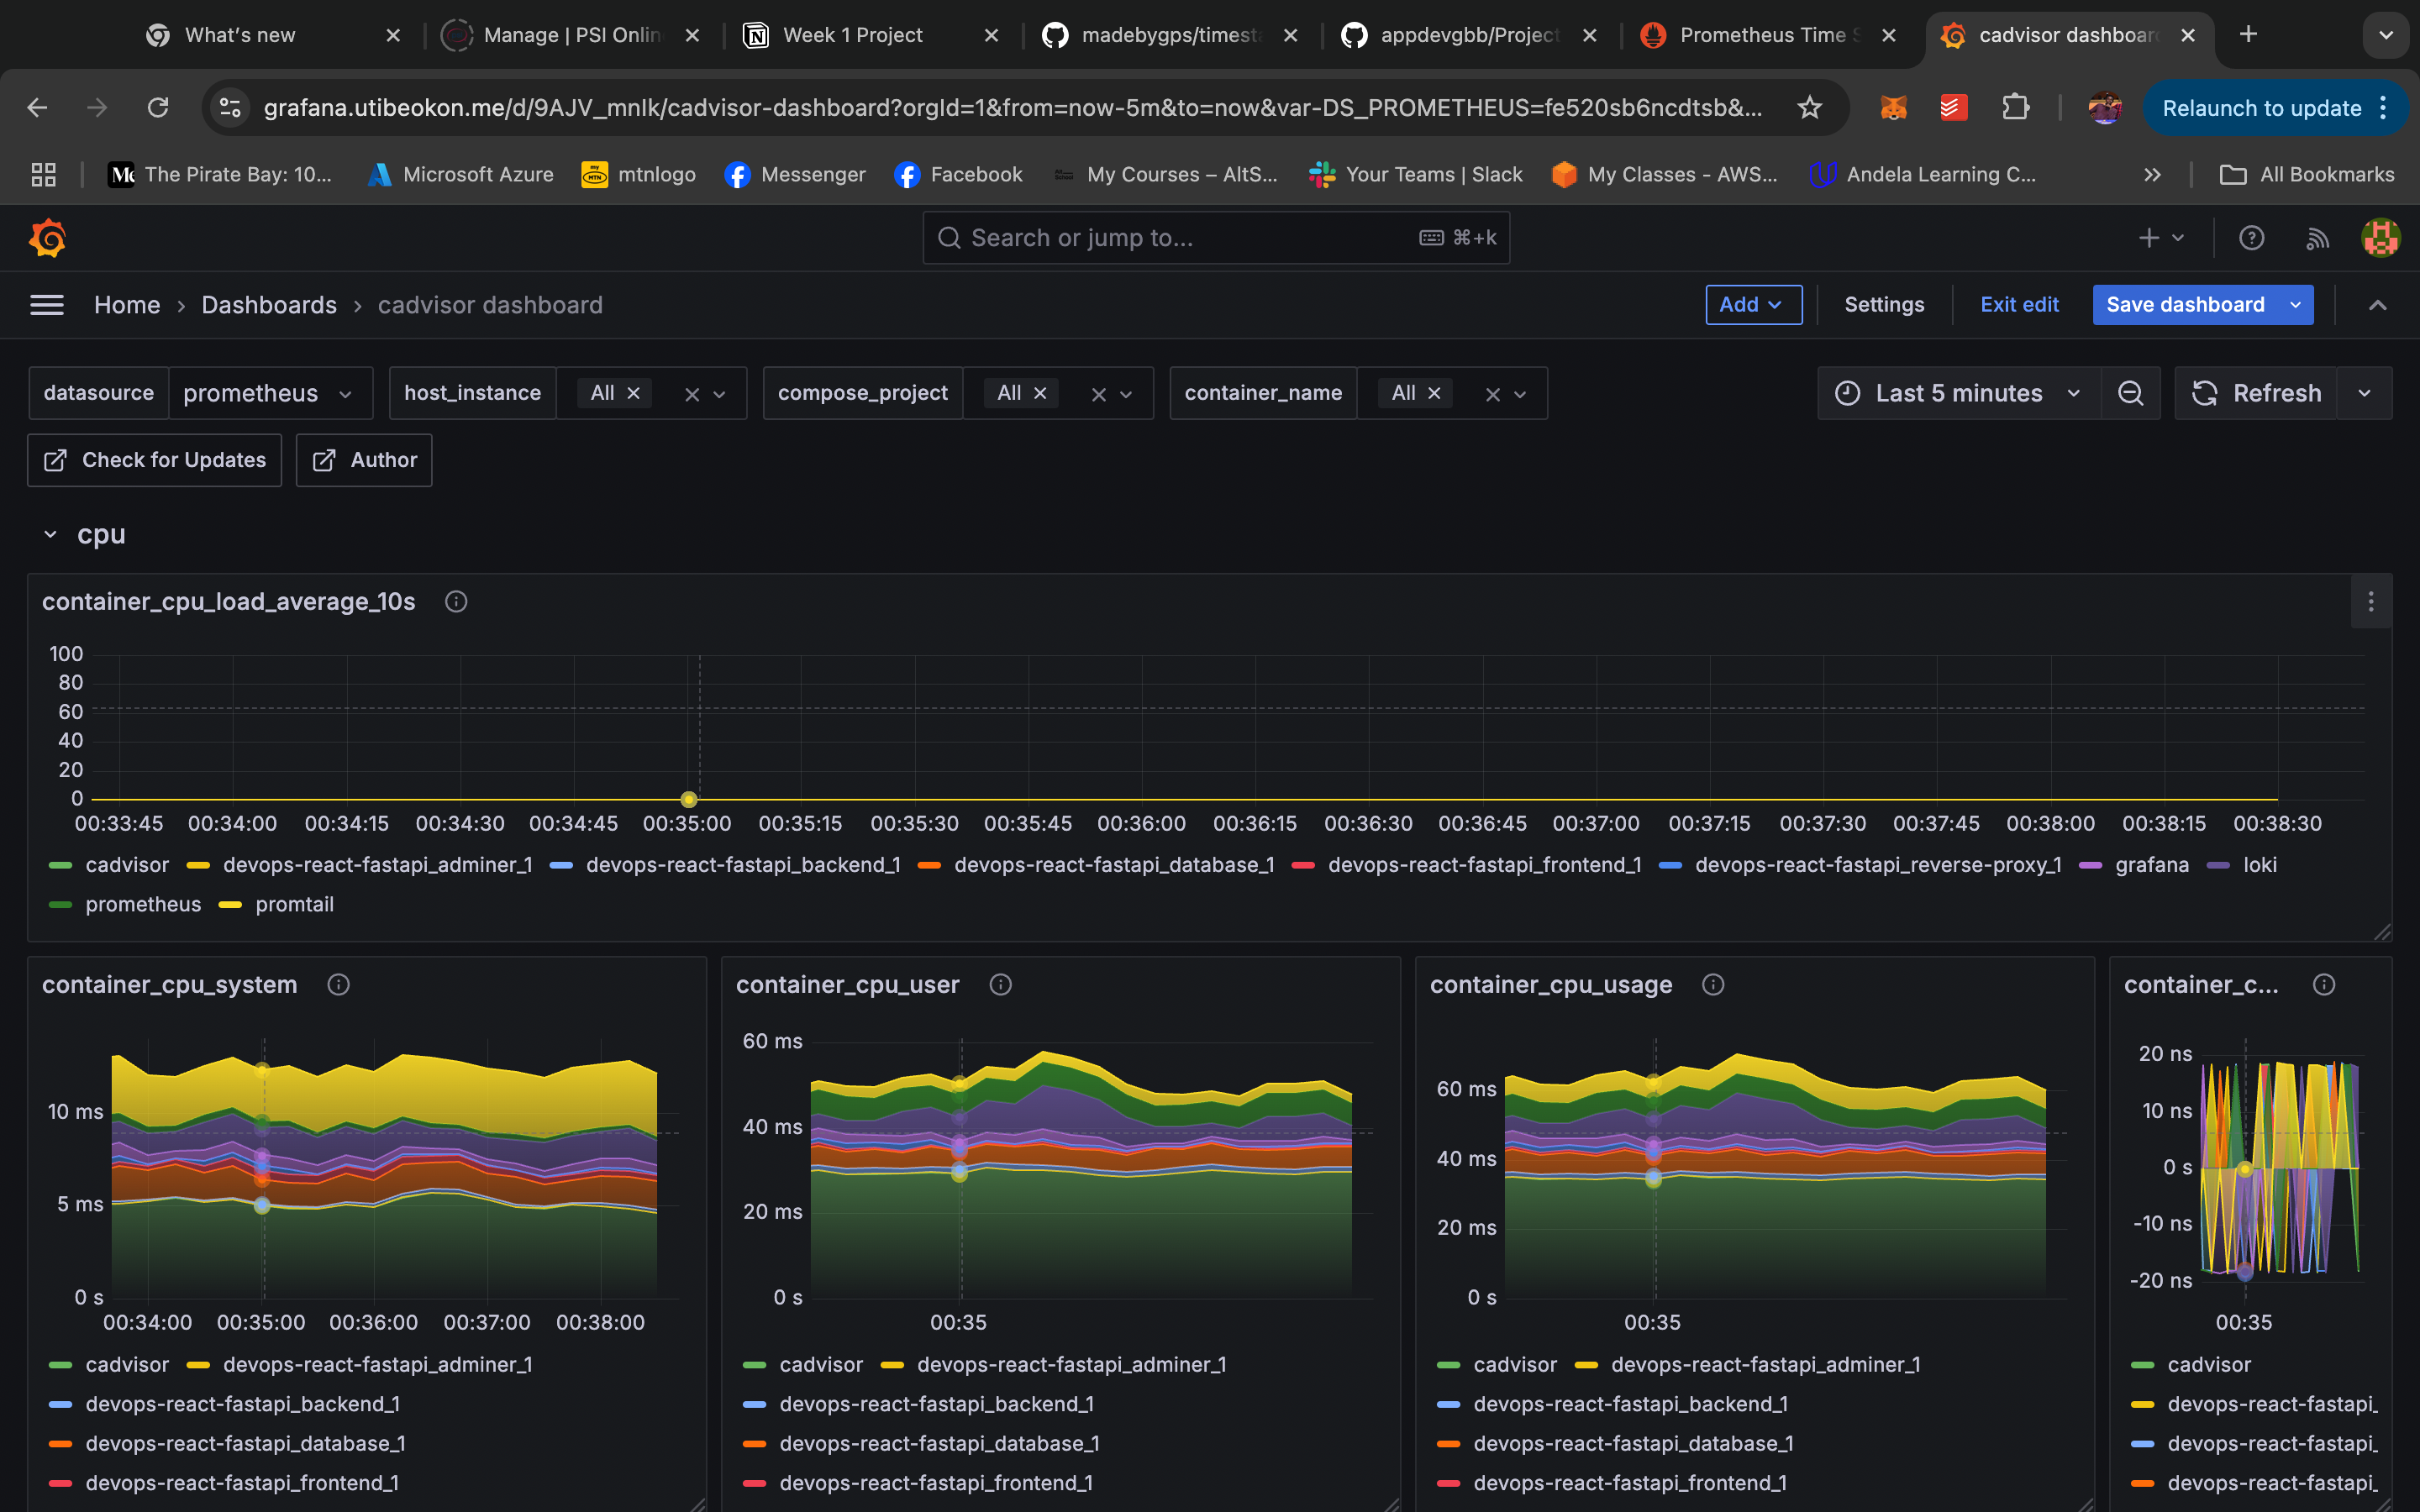 What's new
Manage | PSI Onlin
Week 1 Project
madebygps/timesta
appdevgbb/Project
Prometheus Time S
cadvisor dashboar
grafana.utibeokon.me/d/9AJV_mnIk/cadvisor-dashboard?orgId=1&from=now-5m&to=now&var-DS_PROMETHEUS=fe520sb6ncdtsb&...
Relaunch to update
The Pirate Bay: 10...
Microsoft Azure
mtnlogo
Messenger
Facebook
My Courses – AltS...
Your Teams | Slack
My Classes - AWS...
Andela Learning C...
All Bookmarks
Search or jump to...
⌘+k
Home › Dashboards › cadvisor dashboard
Add
Settings
Exit edit
Save dashboard
datasource prometheus
host_instance All
compose_project All
container_name All
Last 5 minutes
Refresh
Check for Updates
Author
cpu
container_cpu_load_average_10s
100
80
60
40
20
0
00:33:45 00:34:00 00:34:15 00:34:30 00:34:45 00:35:00 00:35:15 00:35:30 00:35:45 00:36:00 00:36:15 00:36:30 00:36:45 00:37:00 00:37:15 00:37:30 00:37:45 00:38:00 00:38:15 00:38:30
cadvisor devops-react-fastapi_adminer_1 devops-react-fastapi_backend_1 devops-react-fastapi_database_1 devops-react-fastapi_frontend_1 devops-react-fastapi_reverse-proxy_1 grafana loki
prometheus promtail
container_cpu_system
10 ms
5 ms
0 s
00:34:00 00:35:00 00:36:00 00:37:00 00:38:00
cadvisor devops-react-fastapi_adminer_1
devops-react-fastapi_backend_1
devops-react-fastapi_database_1
devops-react-fastapi_frontend_1
container_cpu_user
60 ms
40 ms
20 ms
0 s
00:35
cadvisor devops-react-fastapi_adminer_1
devops-react-fastapi_backend_1
devops-react-fastapi_database_1
devops-react-fastapi_frontend_1
container_cpu_usage
60 ms
40 ms
20 ms
0 s
00:35
cadvisor devops-react-fastapi_adminer_1
devops-react-fastapi_backend_1
devops-react-fastapi_database_1
devops-react-fastapi_frontend_1
container_c...
20 ns
10 ns
0 s
-10 ns
-20 ns
00:35
cadvisor
devops-react-fastapi_
devops-react-fastapi_
devops-react-fastapi_